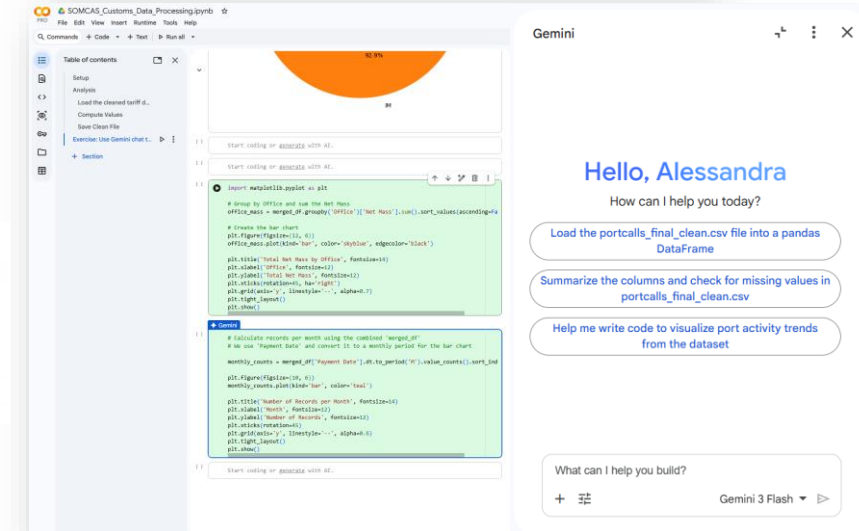 SOMCAS_Customs_Data_Processing.ipynb
PRO
File Edit View Insert Runtime Tools Help
Commands + Code + Text Run all
Table of contents
Setup
Analysis
Load the cleaned tariff d...
Compute Values
Save Clean File
Exercise: Use Gemini chat t...
+ Section
92.9%
[ ] Start coding or generate with AI.
[ ] Start coding or generate with AI.
[ ] import matplotlib.pyplot as plt
# Group by Office and sum the Net Mass
office_mass = merged_df.groupby('Office')['Net Mass'].sum().sort_values(ascending=Fa
# Create the bar chart
plt.figure(figsize=(12, 6))
office_mass.plot(kind='bar', color='skyblue', edgecolor='black')
plt.title('Total Net Mass by Office', fontsize=14)
plt.xlabel('Office', fontsize=12)
plt.ylabel('Total Net Mass', fontsize=12)
plt.xticks(rotation=45, ha='right')
plt.grid(axis='y', linestyle='--', alpha=0.7)
plt.tight_layout()
plt.show()
Gemini
[ ] # Calculate records per month using the combined 'merged_df'
# We use 'Payment Date' and convert it to a monthly period for the bar chart
monthly_counts = merged_df['Payment Date'].dt.to_period('M').value_counts().sort_ind
plt.figure(figsize=(10, 6))
monthly_counts.plot(kind='bar', color='teal')
plt.title('Number of Records per Month', fontsize=14)
plt.xlabel('Month', fontsize=12)
plt.ylabel('Number of Records', fontsize=12)
plt.xticks(rotation=45)
plt.grid(axis='y', linestyle='--', alpha=0.6)
plt.tight_layout()
plt.show()
[ ] Start coding or generate with AI.
Gemini
Hello, Alessandra
How can I help you today?
Load the portcalls_final_clean.csv file into a pandas
DataFrame
Summarize the columns and check for missing values in
portcalls_final_clean.csv
Help me write code to visualize port activity trends
from the dataset
What can I help you build?
Gemini 3 Flash